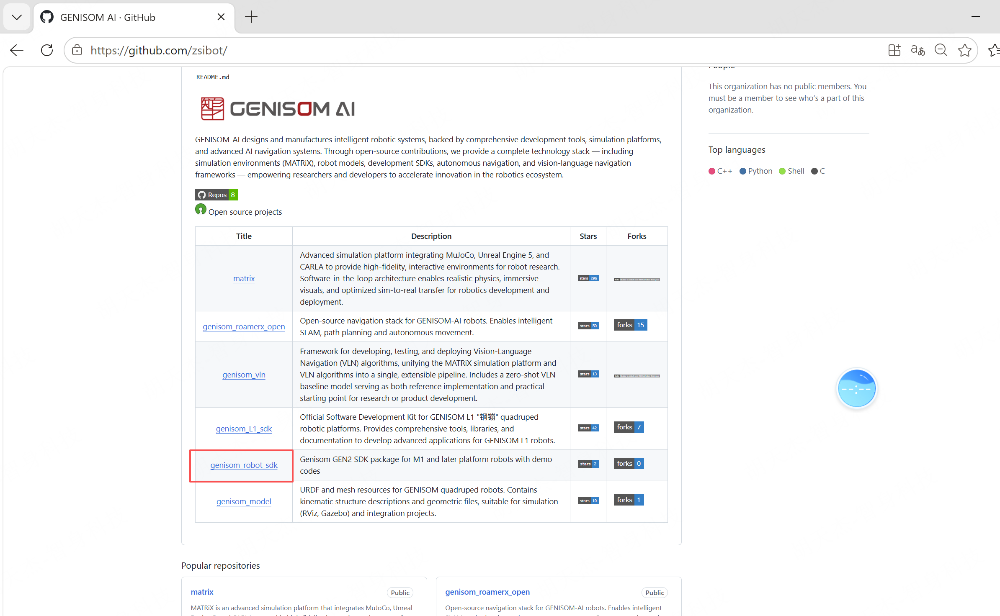 GENISOM AI · GitHub
https://github.com/zsibot/
README.md
GENISOM AI
GENISOM-AI designs and manufactures intelligent robotic systems, backed by comprehensive development tools, simulation platforms,
and advanced AI navigation systems. Through open-source contributions, we provide a complete technology stack — including
simulation environments (MATRiX), robot models, development SDKs, autonomous navigation, and vision-language navigation
frameworks — empowering researchers and developers to accelerate innovation in the robotics ecosystem.
Repos 8
Open source projects
Title Description Stars Forks
matrix
Advanced simulation platform integrating MuJoCo, Unreal Engine 5, and
CARLA to provide high-fidelity, interactive environments for robot research.
Software-in-the-loop architecture enables realistic physics, immersive
visuals, and optimized sim-to-real transfer for robotics development and
deployment.
stars 296
genisom_roamerx_open
Open-source navigation stack for GENISOM-AI robots. Enables intelligent
SLAM, path planning and autonomous movement.
stars 50
forks 15
genisom_vln
Framework for developing, testing, and deploying Vision-Language
Navigation (VLN) algorithms, unifying the MATRiX simulation platform and
VLN algorithms into a single, extensible pipeline. Includes a zero-shot VLN
baseline model serving as both reference implementation and practical
starting point for research or product development.
stars 13
genisom_L1_sdk
Official Software Development Kit for GENISOM L1 "钢镚" quadruped
robotic platforms. Provides comprehensive tools, libraries, and
documentation to develop advanced applications for GENISOM L1 robots.
stars 42
forks 7
genisom_robot_sdk
Genisom GEN2 SDK package for M1 and later platform robots with demo
codes
stars 2
forks 0
genisom_model
URDF and mesh resources for GENISOM quadruped robots. Contains
kinematic structure descriptions and geometric files, suitable for simulation
(RViz, Gazebo) and integration projects.
stars 10
forks 1
People
This organization has no public members. You
must be a member to see who's a part of this
organization.
Top languages
C++ Python Shell C
Popular repositories
matrix Public
MATRiX is an advanced simulation platform that integrates MuJoCo, Unreal
genisom_roamerx_open Public
Open-source navigation stack for GENISOM-AI robots. Enables intelligent